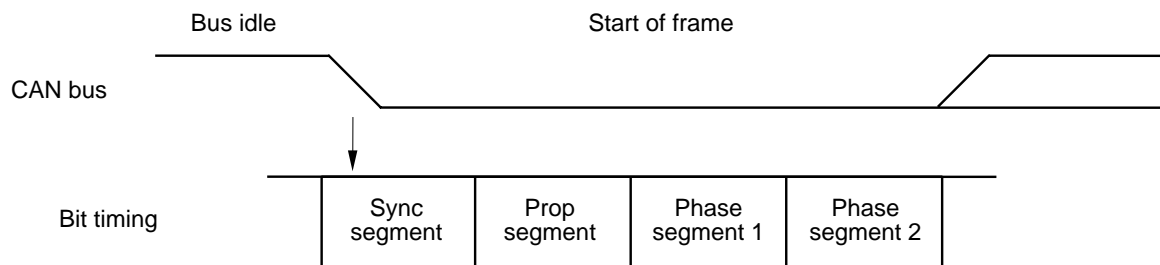 Bus idle
Start of frame
CAN bus
Bit timing
Sync
segment
Prop
segment
Phase
segment 1
Phase
segment 2